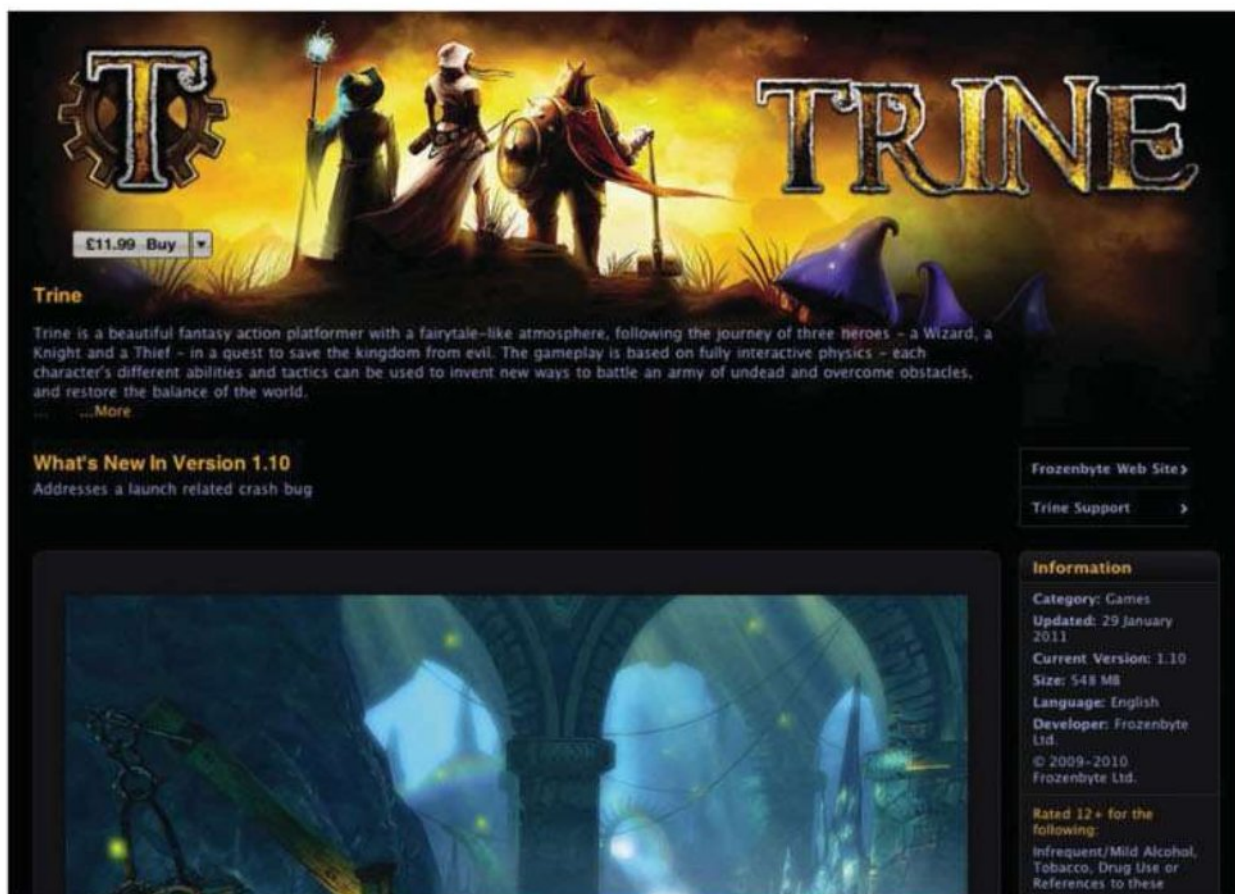 T
TRINE
£11.99 Buy
Trine
Trine is a beautiful fantasy action platformer with a fairytale-like atmosphere, following the journey of three heroes - a Wizard, a
Knight and a Thief - in a quest to save the kingdom from evil. The gameplay is based on fully interactive physics - each
character's different abilities and tactics can be used to invent new ways to battle an army of undead and overcome obstacles,
and restore the balance of the world.
... ...More
What's New In Version 1.10
Addresses a launch related crash bug
Frozenbyte Web Site
Trine Support
Information
Category: Games
Updated: 29 January
2011
Current Version: 1.10
Size: 548 MB
Language: English
Developer: Frozenbyte
Ltd.
© 2009-2010
Frozenbyte Ltd.
Rated 12+ for the
following:
Infrequent/Mild Alcohol,
Tobacco, Drug Use or
References to these